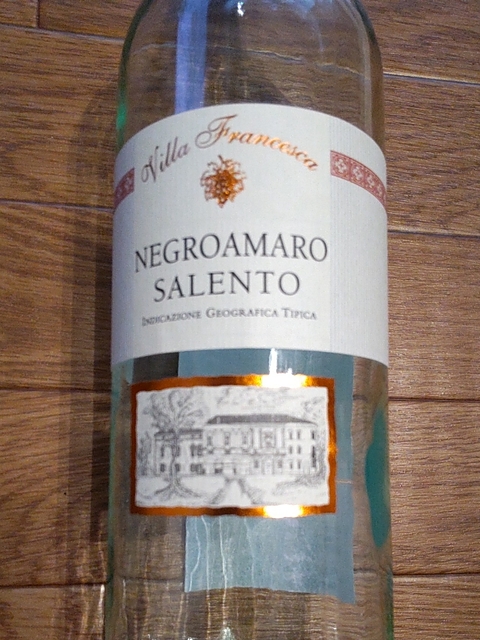 Villa Francesca
NEGROAMARO
SALENTO
INDICAZIONE GEOGRAFICA TIPICA